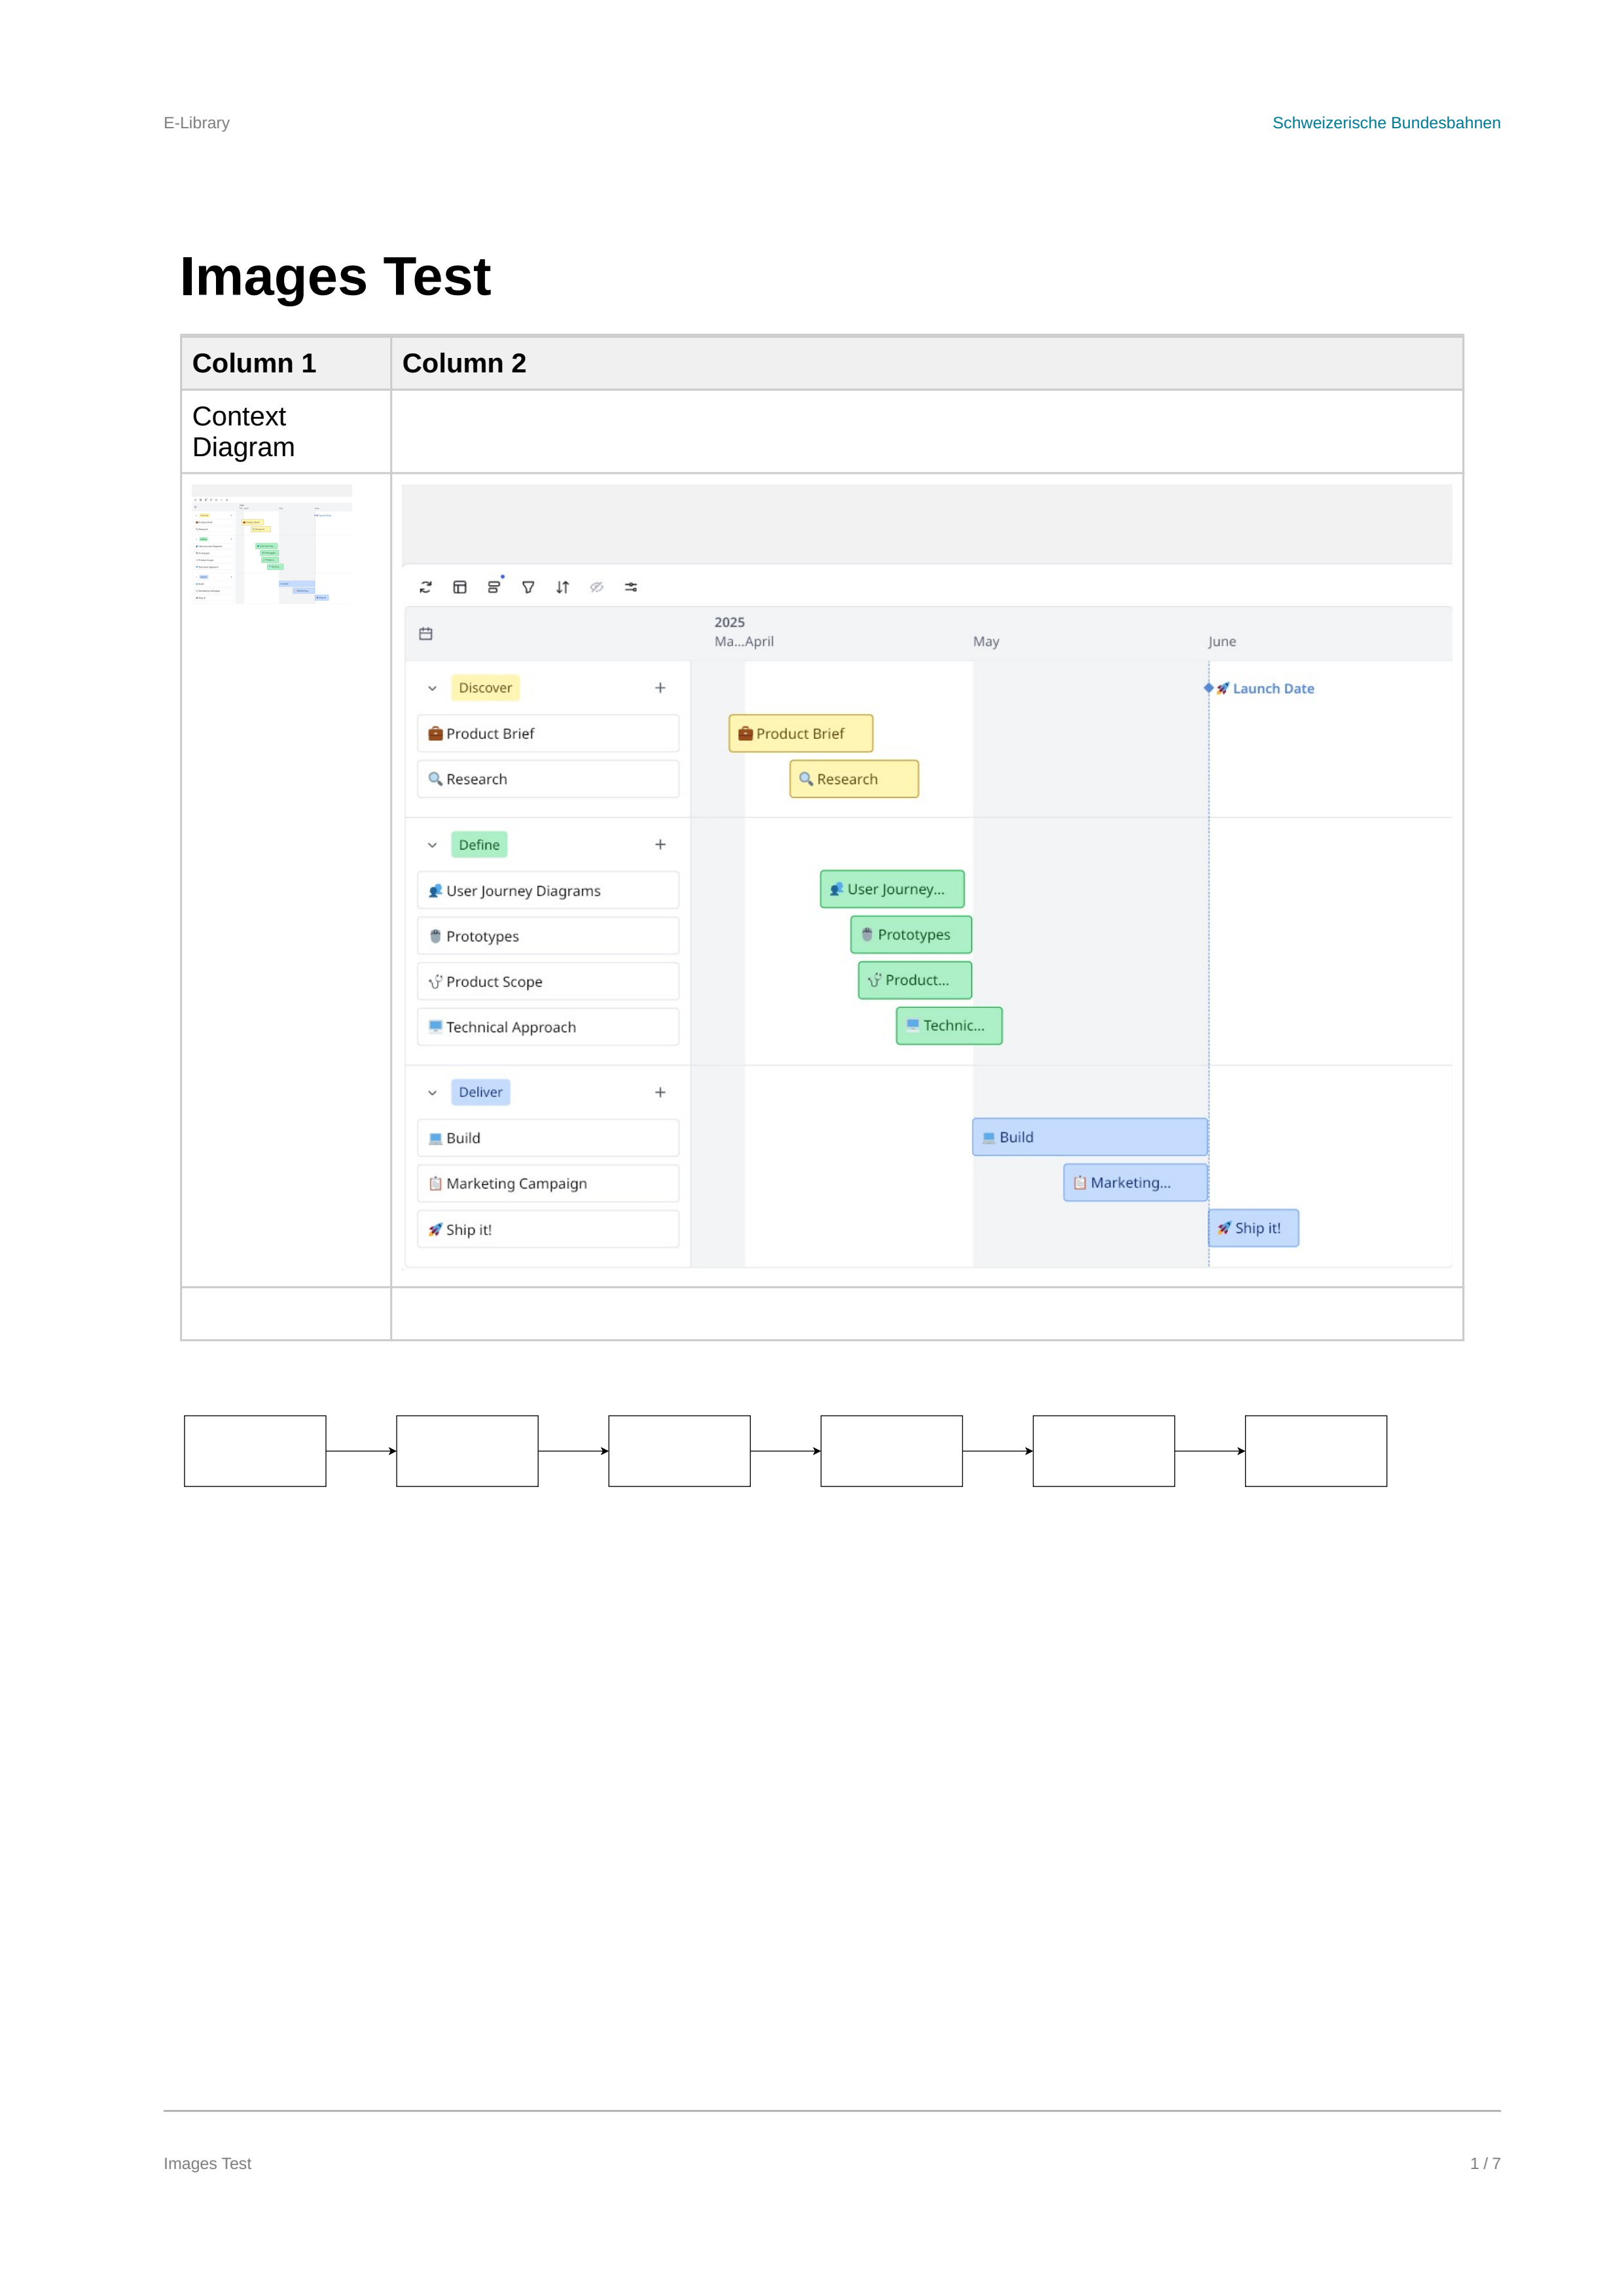 E-Library
Schweizerische Bundesbahnen
Images Test
Column 1
Column 2
Context
Diagram
2025
Ma...April
May
June
Discover
🚀 Launch Date
💼 Product Brief
💼 Product Brief
🔍 Research
🔍 Research
Define
👥 User Journey Diagrams
👥 User Journey...
🖱️ Prototypes
🖱️ Prototypes
🩺 Product Scope
🩺 Product...
🖥️ Technical Approach
🖥️ Technic...
Deliver
💻 Build
💻 Build
📋 Marketing Campaign
📋 Marketing...
🚀 Ship it!
🚀 Ship it!
Images Test
1 / 7